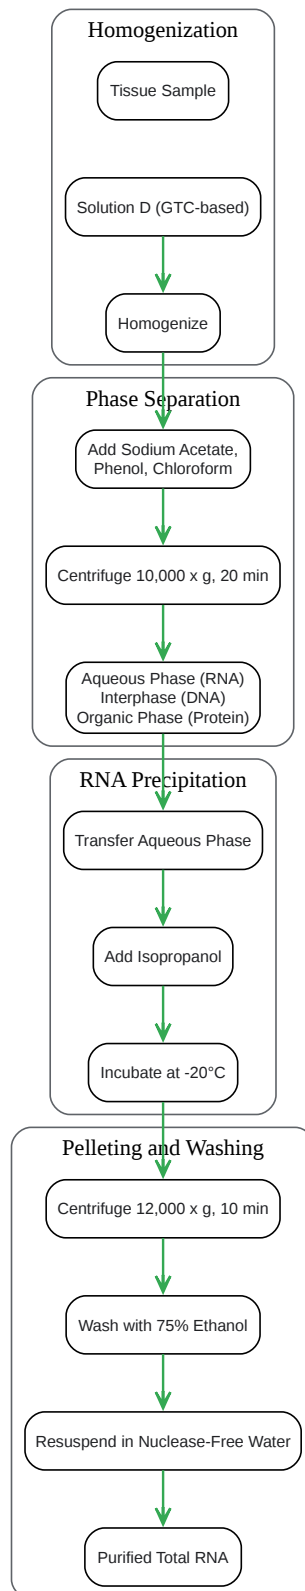 Homogenization
Tissue Sample
Solution D (GTC-based)
Homogenize
Phase Separation
Add Sodium Acetate,
Phenol, Chloroform
Centrifuge 10,000 x g, 20 min
Aqueous Phase (RNA)
Interphase (DNA)
Organic Phase (Protein)
RNA Precipitation
Transfer Aqueous Phase
Add Isopropanol
Incubate at -20°C
Pelleting and Washing
Centrifuge 12,000 x g, 10 min
Wash with 75% Ethanol
Resuspend in Nuclease-Free Water
Purified Total RNA